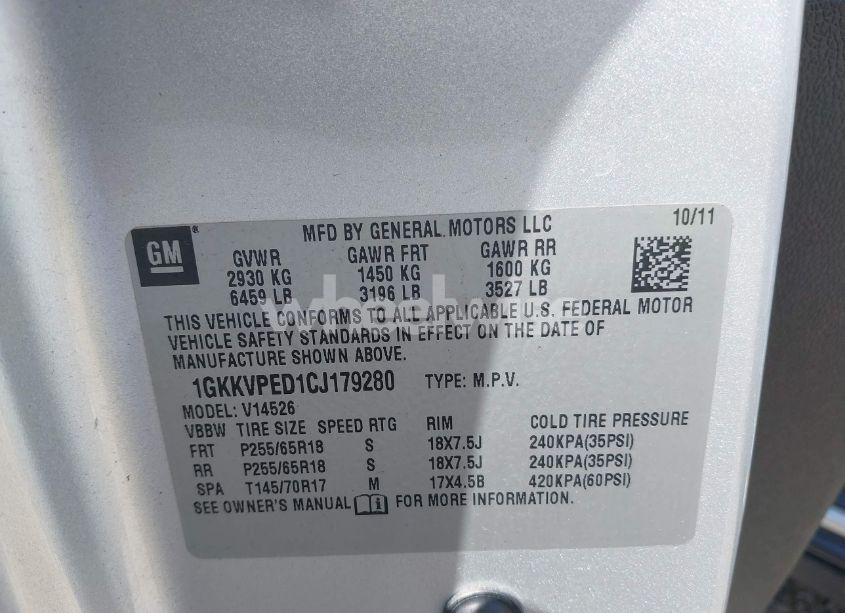 MFD BY GENERAL MOTORS LLC 10/11
GM®
GVWR GAWR FRT GAWR RR
2930 KG 1450 KG 1600 KG
6459 LB 3196 LB 3527 LB
THIS VEHICLE CONFORMS TO ALL APPLICABLE U.S. FEDERAL MOTOR
VEHICLE SAFETY STANDARDS IN EFFECT ON THE DATE OF
MANUFACTURE SHOWN ABOVE.
1GKKVPED1CJ179280 TYPE: M.P.V.
MODEL: V14526
VBBW TIRE SIZE SPEED RTG RIM COLD TIRE PRESSURE
FRT P255/65R18 S 18X7.5J 240KPA(35PSI)
RR P255/65R18 S 18X7.5J 240KPA(35PSI)
SPA T145/70R17 M 17X4.5B 420KPA(60PSI)
SEE OWNER'S MANUAL FOR MORE INFORMATION.